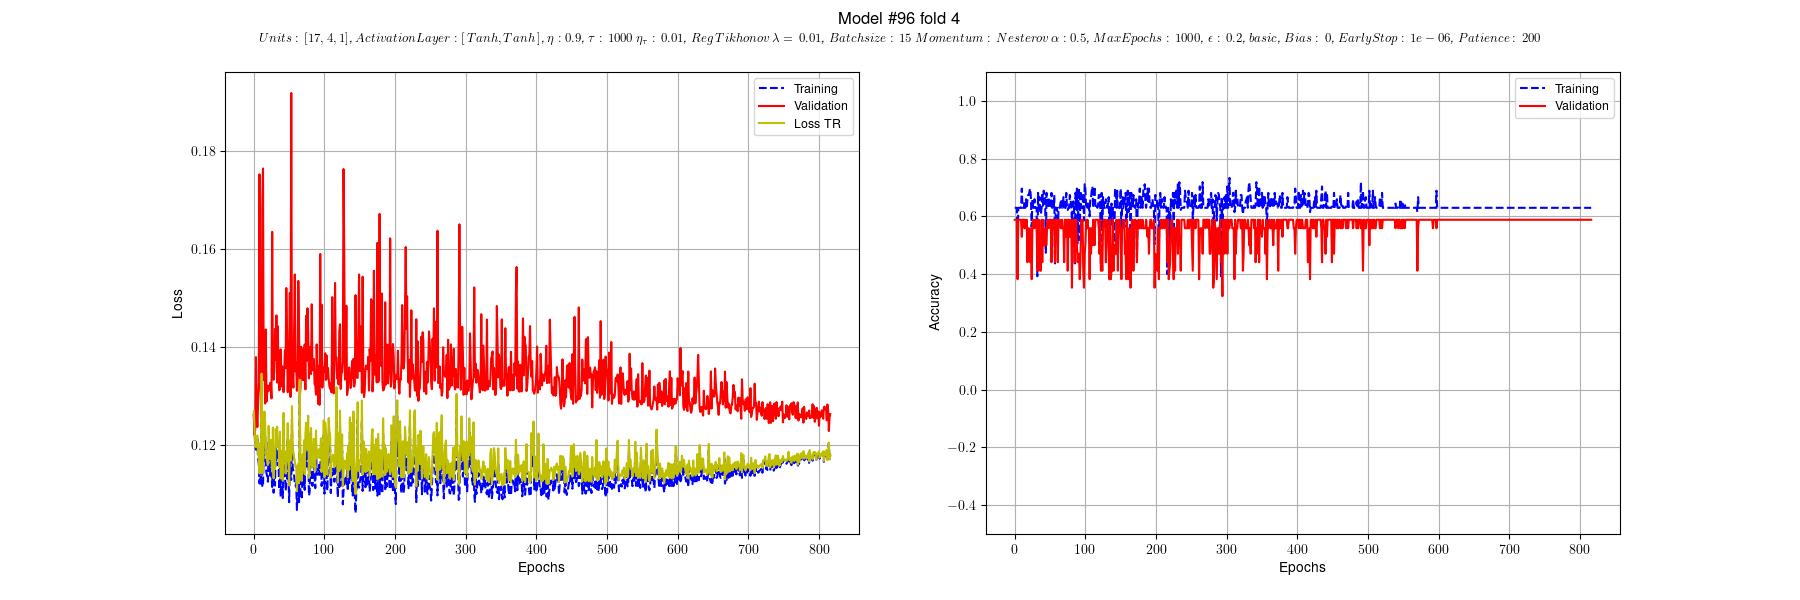 Model #96 fold 4
Units : [17, 4, 1], ActivationLayer : [Tanh, Tanh], η : 0.9, τ : 1000 η_τ : 0.01, RegTikhonov λ = 0.01, Batchsize : 15 Momentum : Nesterov α : 0.5, MaxEpochs : 1000, ϵ : 0.2, basic, Bias : 0, EarlyStop : 1e − 06, Patience : 200
Training
Validation
Loss TR
0.18
0.16
0.14
0.12
Loss
0 100 200 300 400 500 600 700 800
Epochs
Training
Validation
1.0
0.8
0.6
0.4
0.2
0.0
−0.2
−0.4
Accuracy
0 100 200 300 400 500 600 700 800
Epochs